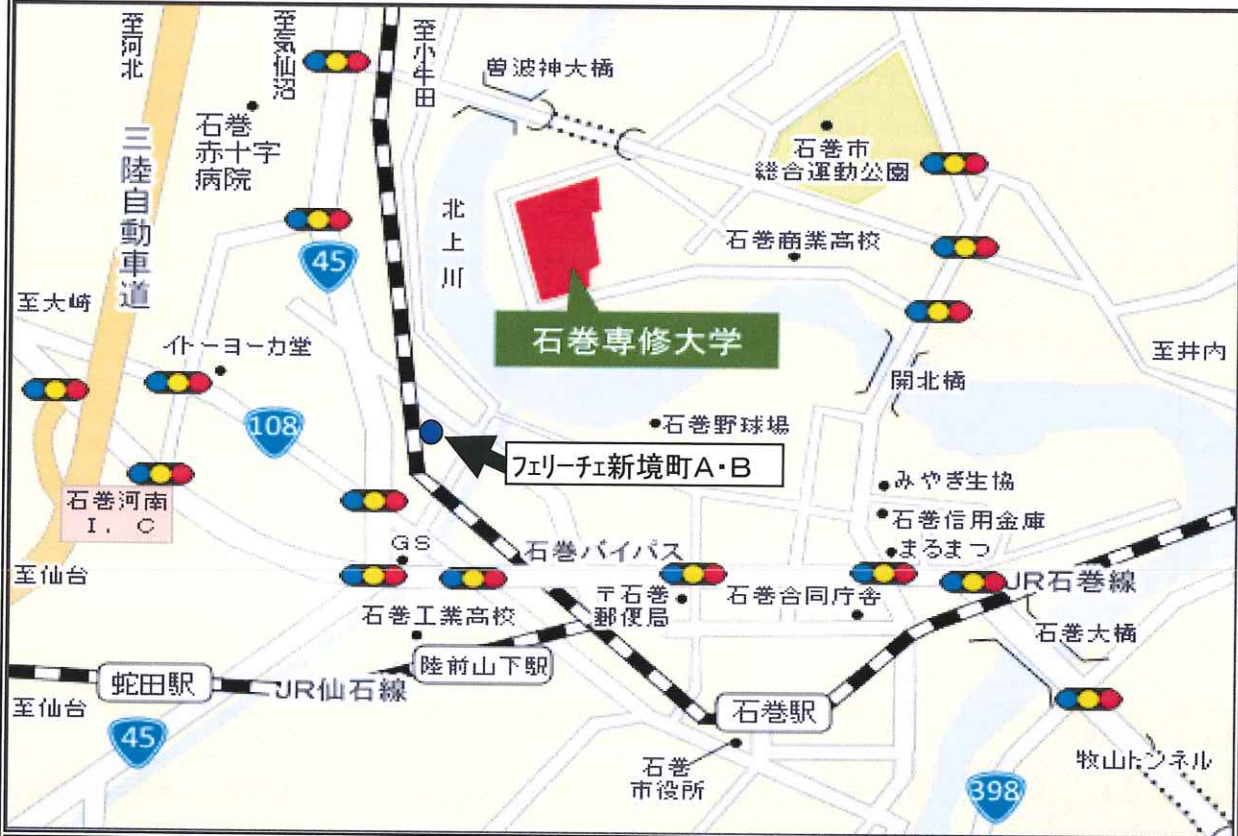 至河北
至成田・飯野川
至小牛田
曽波神大橋
石巻
赤十字
病院
三陸自動車道
石巻市
総合運動公園
北上川
石巻商業高校
45
至大崎
石巻専修大学
至井内
イトーヨーカ堂
開北橋
108
石巻野球場
フェリーチェ新境町A・B
みやぎ生協
石巻河南
I. C
石巻信用金庫
GS
石巻バイパス
まるまつ
至仙台
JR石巻線
〒石巻
郵便局
石巻合同庁舎
石巻工業高校
石巻大橋
陸前山下駅
蛇田駅
JR仙石線
至仙台
石巻駅
45
石巻
市役所
牧山トンネル
398